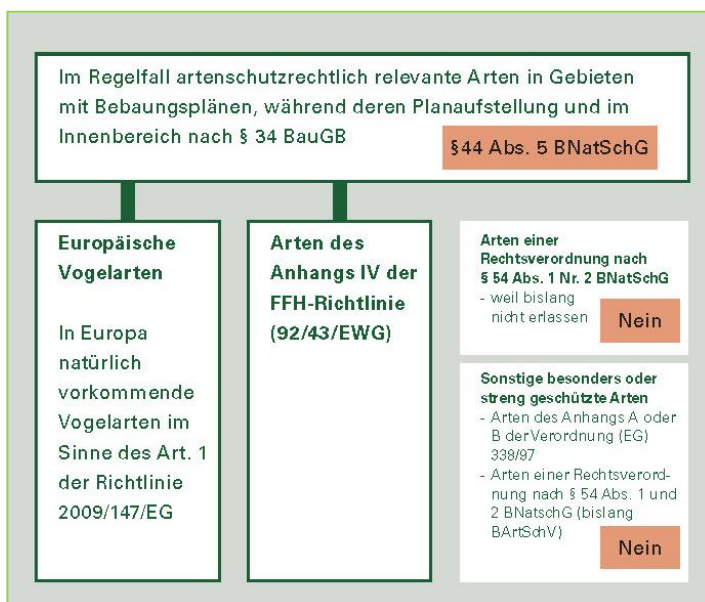 Im Regelfall artenschutzrechtlich relevante Arten in Gebieten
mit Bebaungsplänen, während deren Planaufstellung und im
Innenbereich nach § 34 BauGB
§44 Abs. 5 BNatSchG
Europäische
Vogelarten
In Europa
natürlich
vorkommende
Vogelarten im
Sinne des Art. 1
der Richtlinie
2009/147/EG
Arten des
Anhangs IV der
FFH-Richtlinie
(92/43/EWG)
Arten einer
Rechtsverordnung nach
§ 54 Abs. 1 Nr. 2 BNatSchG
- weil bislang
nicht erlassen
Nein
Sonstige besonders oder
streng geschützte Arten
- Arten des Anhangs A oder
B der Verordnung (EG)
338/97
- Arten einer Rechtsverord-
nung nach § 54 Abs. 1 und
2 BNatschG (bislang
BArtSchV)
Nein